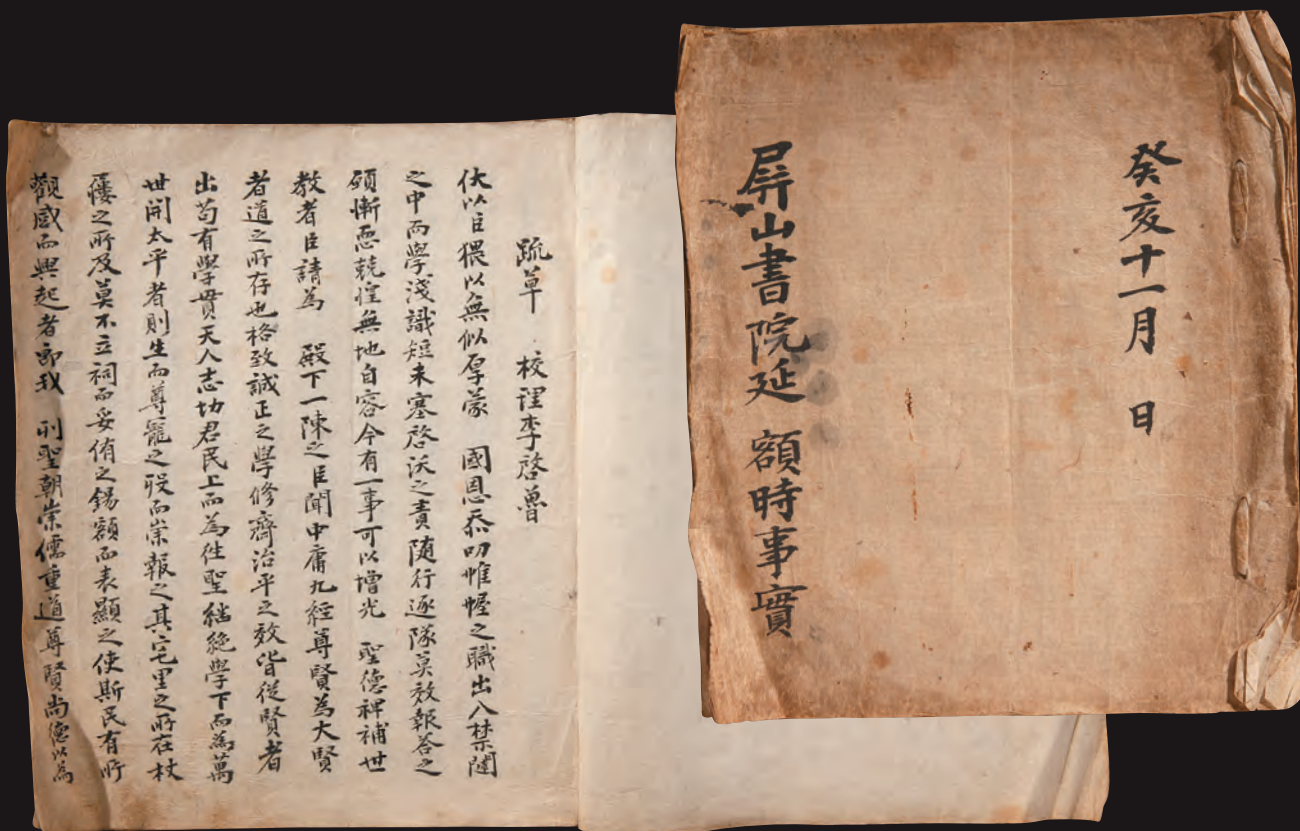 癸亥十一月 日
屛山書院延 額時事實
疏草 校理李啓魯
伏以臣猥以無似厚蒙 國恩忝叨帷幄之職出入禁闥
之中而學淺識短未塞啓沃之責隨行逐隊莫效報答之
願慚恧兢惶無地自容今有一事可以增光 聖德裨補世
教者臣請為 殿下一陳之臣聞中庸九經尊賢為大賢
者道之所存也格致誠正之學修齊治平之效皆從賢者
出苟有學貫天人志切君民上而為往聖継絶學下而為萬
世開太平者則生而尊寵之歿而崇報之其宅里之所在杖
屨之所及莫不立祠而妥侑之錫額而表顯之使斯民有所
觀感而興起者卽我 列聖朝崇儒重道尊賢尚德以為